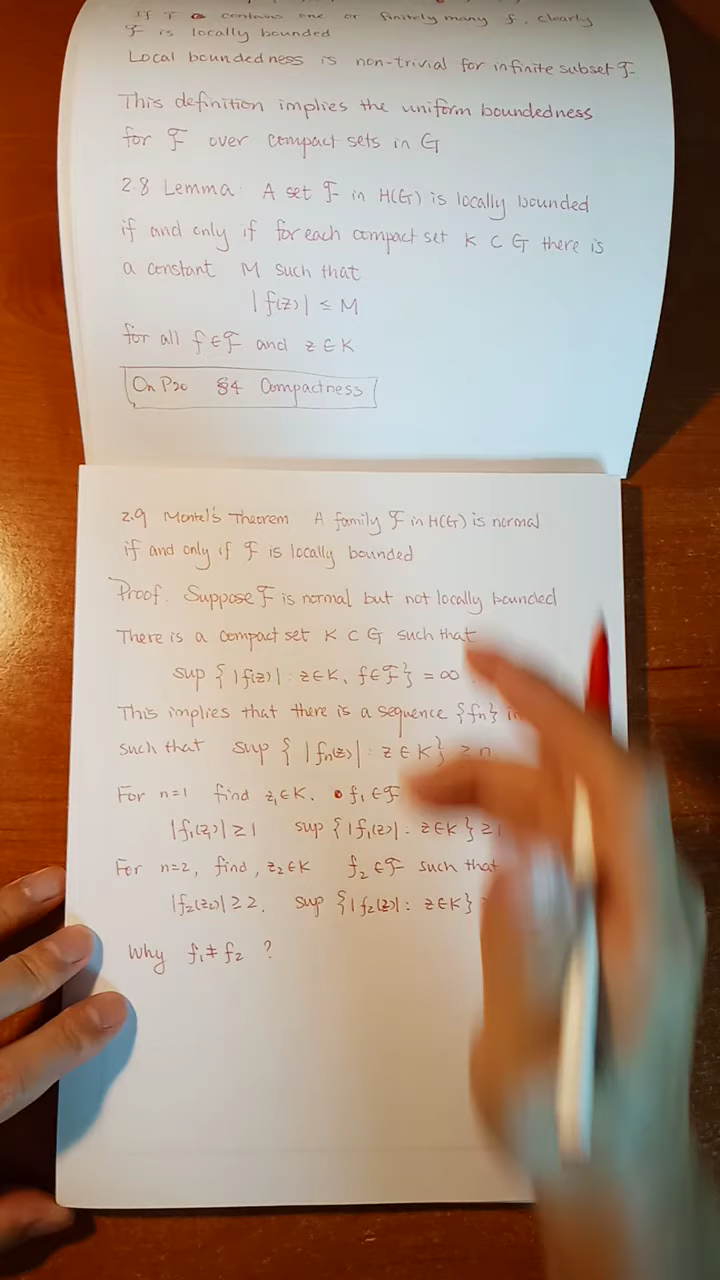 If F contains one or finitely many f, clearly
F is locally bounded
Local boundedness is non-trivial for infinite subset F.
This definition implies the uniform boundedness
for F over compact sets in G
2.8 Lemma. A set F in H(G) is locally bounded
if and only if for each compact set K ⊂ G there is
a constant M such that
|f(z)| ≤ M
for all f ∈ F and z ∈ K
On P20 §4 Compactness
2.9 Montel's Theorem. A family F in H(G) is normal
if and only if F is locally bounded
Proof. Suppose F is normal but not locally bounded
There is a compact set K ⊂ G such that
sup { |f(z)| : z ∈ K, f ∈ F } = ∞
This implies that there is a sequence {fn} in
such that sup { |fn(z)| : z ∈ K } ≥ n
For n=1 find z1 ∈ K, f1 ∈ F
|f1(z1)| ≥ 1 sup { |f1(z)| : z ∈ K } ≥ 1
For n=2, find, z2 ∈ K f2 ∈ F such that
|f2(z2)| ≥ 2. sup { |f2(z)| : z ∈ K }
Why f1 ≠ f2 ?